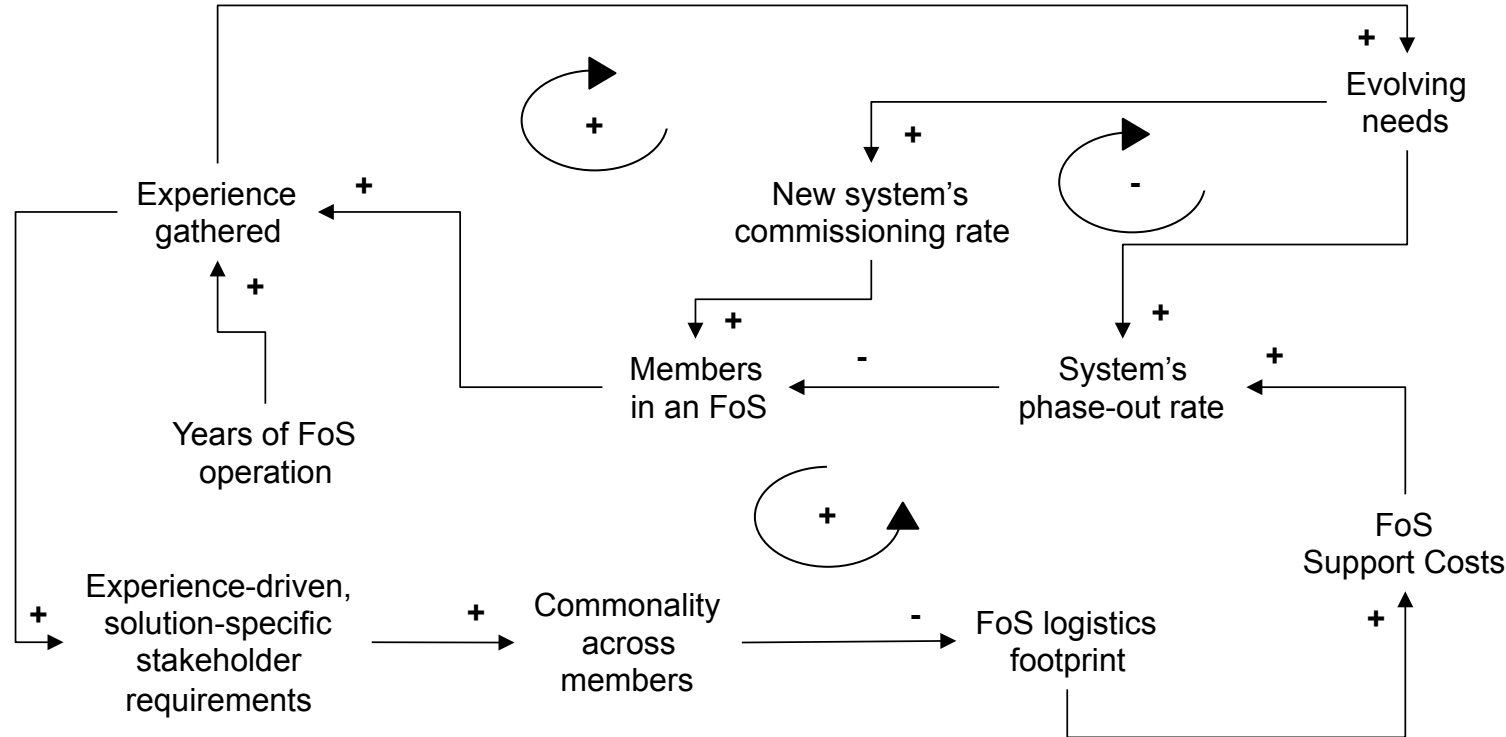 +
Evolving
needs
+
+
-
Experience
gathered
+
New system's
commissioning rate
+
+
+
Members
in an FoS
-
System's
phase-out rate
+
Years of FoS
operation
+
FoS
Support Costs
+
Experience-driven,
solution-specific
stakeholder
requirements
+
+
Commonality
across
members
-
FoS logistics
footprint
+